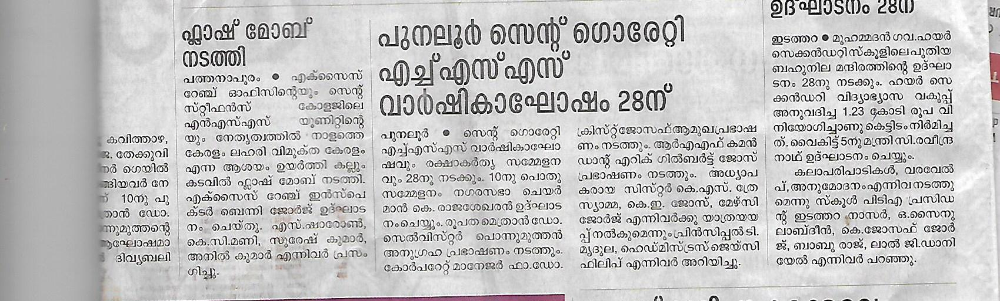 കവിത്താഴ,
ജ. തേക്കുവി
നർ ഗെയിൽ
ങ്ങിയവർ നേ
ന് 10നു പു
ത്രാൻ ഡോ.
ന്നുമുത്തന്റെ
ആഘോഷമാ
ദിവ്യബലി
ഫ്ലാഷ് മോബ്
നടത്തി
പത്തനാപുരം ● എക്സൈസ്
റേഞ്ച് ഓഫിസിന്റെയും സെന്റ്
സ്റ്റീഫൻസ് കോളജിലെ
എൻഎസ്എസ് യൂണിറ്റിന്റെ
യും നേതൃത്വത്തിൽ നാളത്തെ
കേരളം ലഹരി വിമുക്ത കേരളം
എന്ന ആശയം ഉയർത്തി കല്ലും
കടവിൽ ഫ്ലാഷ് മോബ് നടത്തി.
എക്സൈസ് റേഞ്ച് ഇൻസ്പെ
ക്ടർ ബെന്നി ജോർജ് ഉദ്ഘാട
നം ചെയ്തു. എസ്.ഷാരോൺ,
കെ.സി.മണി, സുരേഷ് കുമാർ,
അനിൽ കുമാർ എന്നിവർ പ്രസം
ഗിച്ചു.
പുനലൂർ സെന്റ് ഗൊരേറ്റി
എച്ച്എസ്എസ്
വാർഷികാഘോഷം 28ന്
പുനലൂർ ● സെന്റ് ഗൊരേറ്റി
എച്ച്എസ്എസ് വാർഷികാഘോ
ഷവും രക്ഷാകർതൃ സമ്മേളന
വും 28നു നടക്കും. 10നു പൊതു
സമ്മേളനം നഗരസഭാ ചെയർ
മാൻ കെ. രാജശേഖരൻ ഉദ്ഘാട
നംചെയ്യും. രൂപത മെത്രാൻ ഡോ.
സെൽവിസ്റ്റർ പൊന്നുമുത്തൻ
അനുഗ്രഹ പ്രഭാഷണം നടത്തും.
കോർപറേറ്റ് മാനേജർ ഫാ.ഡോ.
ക്രിസ്റ്റ്ജോസഫ് ആമുഖപ്രഭാഷ
ണം നടത്തും. ആർഎഎഫ് കമൻ
ഡാന്റ് എറിക് ഗിൽബർട്ട് ജോസ്
പ്രഭാഷണം നടത്തും. അധ്യാപ
കരായ സിസ്റ്റർ കെ.എസ്. ത്രേ
സ്യാമ്മ, കെ.ഇ. ജോസ്, മേഴ്സി
ജോർജ് എന്നിവർക്കു യാത്രയയ
പ്പ് നൽകുമെന്നും പ്രിൻസിപ്പൽ ടി.
മൃദുല, ഹെഡ്മിസ്ട്രസ് ജെയ്സി
ഫിലിപ് എന്നിവർ അറിയിച്ചു.
ഉദ്ഘാടനം 28ന്
ഇടത്തറ ● മുഹമ്മദൻ ഗവ.ഹയർ
സെക്കൻഡറി സ്കൂളിലെ പുതിയ
ബഹുനില മന്ദിരത്തിന്റെ ഉദ്ഘാ
ടനം 28നു നടക്കും. ഹയർ സെ
ക്കൻഡറി വിദ്യാഭ്യാസ വകുപ്പ്
അനുവദിച്ച 1.23 കോടി രൂപ വി
നിയോഗിച്ചാണു കെട്ടിടം നിർമിച്ച
ത്. വൈകിട്ട് 5നു മന്ത്രി സി.രവീന്ദ്ര
നാഥ് ഉദ്ഘാടനം ചെയ്യും.
കലാപരിപാടികൾ, വരവേൽ
പ്, അനുമോദനം എന്നിവ നടത്തു
മെന്നു സ്കൂൾ പിടിഎ പ്രസിഡ
ന്റ് ഇടത്തറ നാസർ, ഒ.സൈനു
ലാബ്ദീൻ, കെ.ജോസഫ് ജോർ
ജ്, ബാബു രാജ്, ലാൽ ജി.ഡാനി
യേൽ എന്നിവർ പറഞ്ഞു.